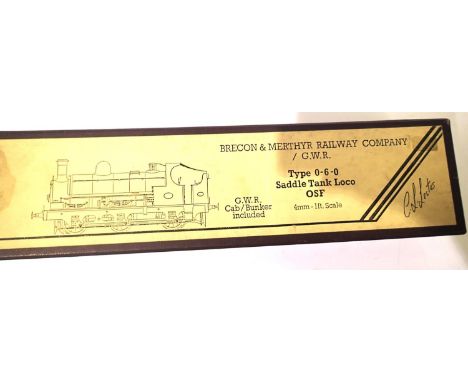 BRECON & MERTHYR RAILWAY COMPANY
/ G.W.R.
Type 0-6-0
Saddle Tank Loco
OSF
4mm - 1ft. Scale
G.W.R.
Cab/Bunker
included